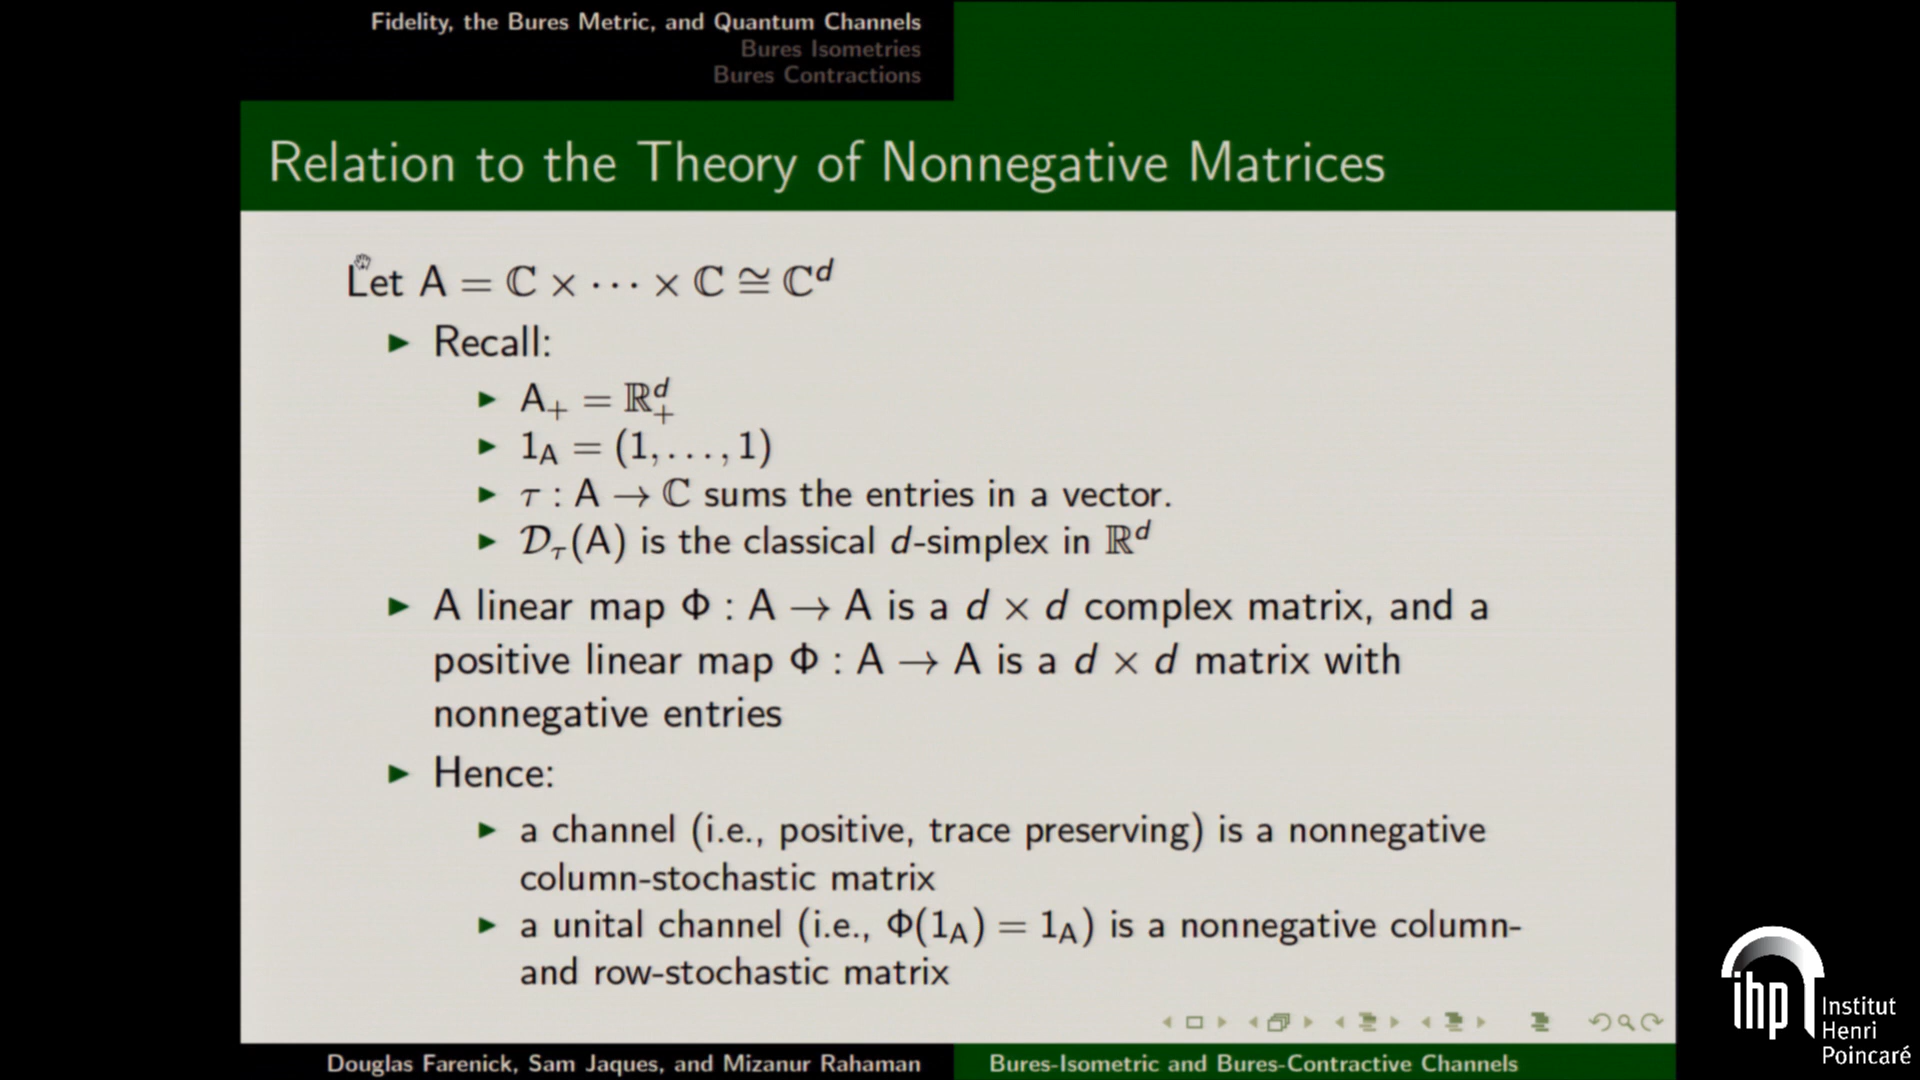 Fidelity, the Bures Metric, and Quantum Channels
Bures Isometries
Bures Contractions
Relation to the Theory of Nonnegative Matrices
Let A = ℂ × ⋯ × ℂ ≅ ℂ^d
▶ Recall:
▶ A₊ = ℝ₊^d
▶ 1_A = (1, . . . , 1)
▶ τ : A → ℂ sums the entries in a vector.
▶ 𝒟_τ(A) is the classical d-simplex in ℝ^d
▶ A linear map Φ : A → A is a d × d complex matrix, and a
positive linear map Φ : A → A is a d × d matrix with
nonnegative entries
▶ Hence:
▶ a channel (i.e., positive, trace preserving) is a nonnegative
column-stochastic matrix
▶ a unital channel (i.e., Φ(1_A) = 1_A) is a nonnegative column-
and row-stochastic matrix
Douglas Farenick, Sam Jaques, and Mizanur Rahaman
Bures-Isometric and Bures-Contractive Channels
ihp
Institut
Henri
Poincaré